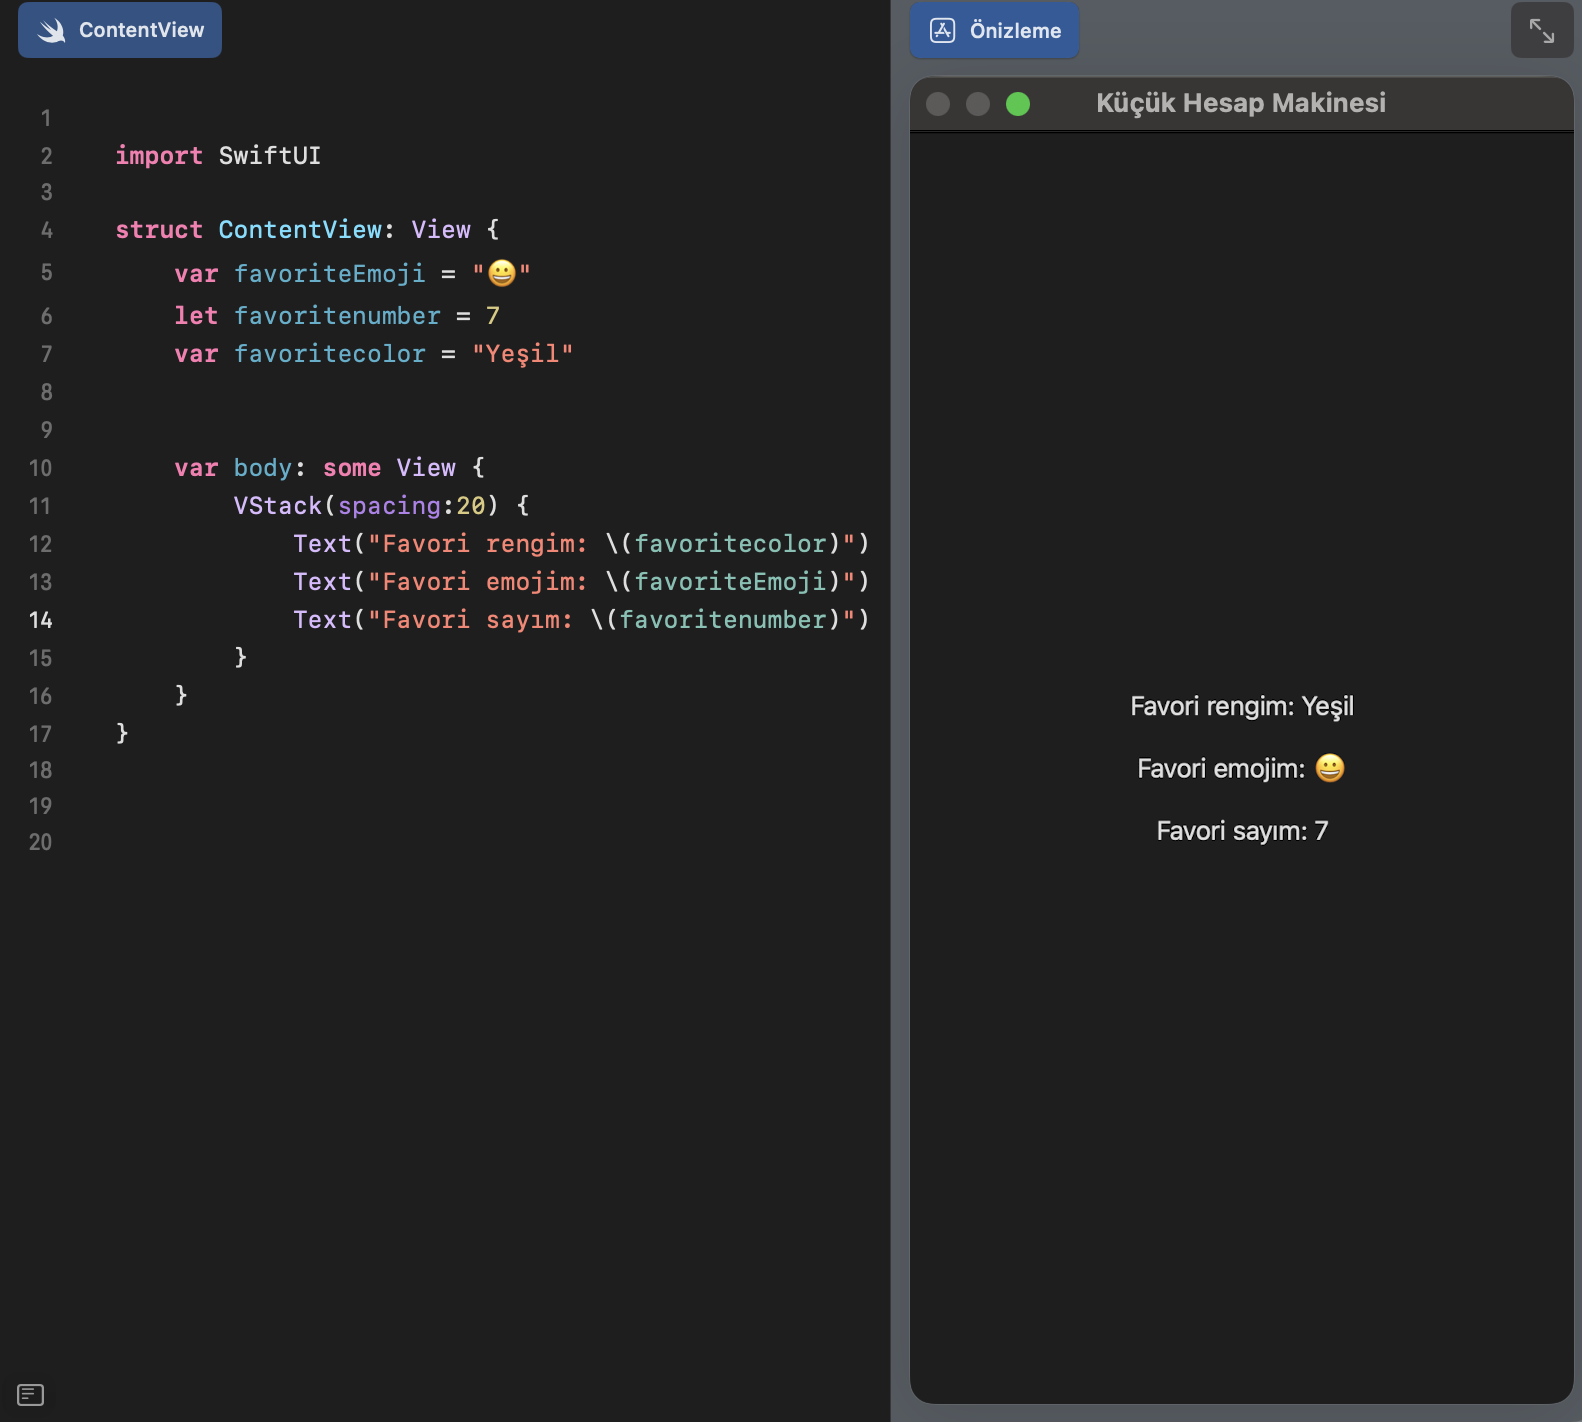 ContentView
1
2 import SwiftUI
3
4 struct ContentView: View {
5 var favoriteEmoji = "😀"
6 let favoritenumber = 7
7 var favoritecolor = "Yeşil"
8
9
10 var body: some View {
11 VStack(spacing:20) {
12 Text("Favori rengim: \(favoritecolor)")
13 Text("Favori emojim: \(favoriteEmoji)")
14 Text("Favori sayım: \(favoritenumber)")
15 }
16 }
17 }
18
19
20
Önizleme
Küçük Hesap Makinesi
Favori rengim: Yeşil
Favori emojim: 😀
Favori sayım: 7